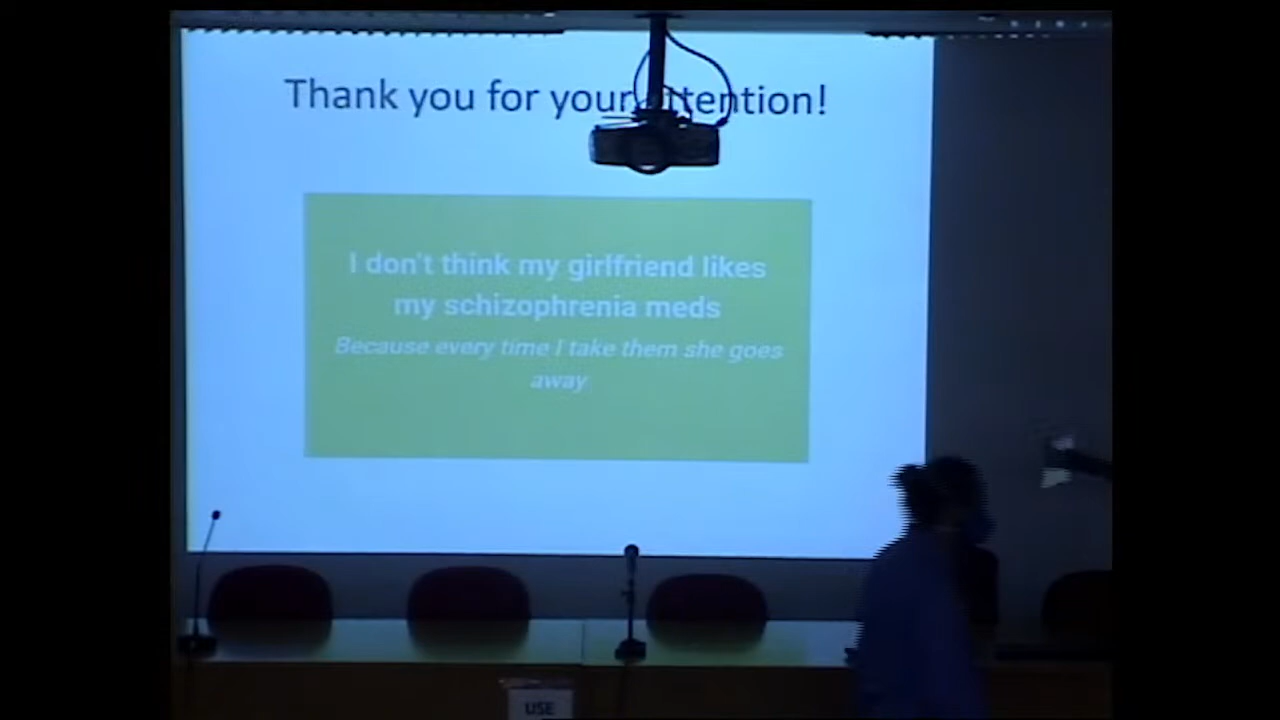 Thank you for your attention!
I don't think my girlfriend likes
my schizophrenia meds
Because every time I take them she goes
away
USE